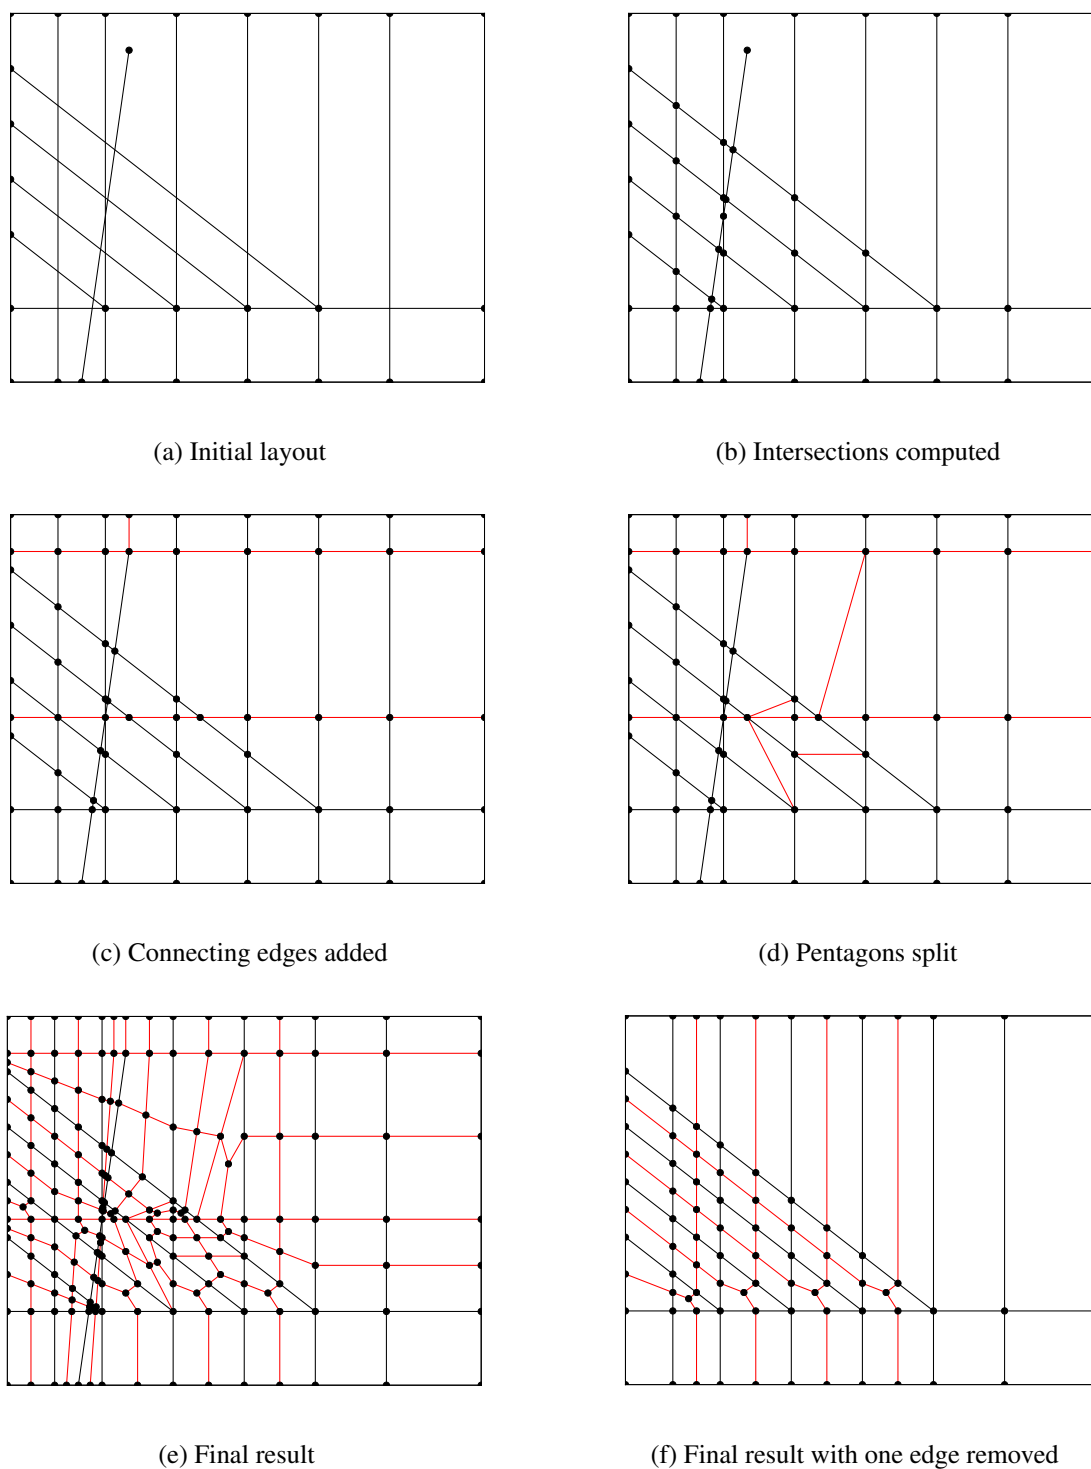 (a) Initial layout
(b) Intersections computed
(c) Connecting edges added
(d) Pentagons split
(e) Final result
(f) Final result with one edge removed